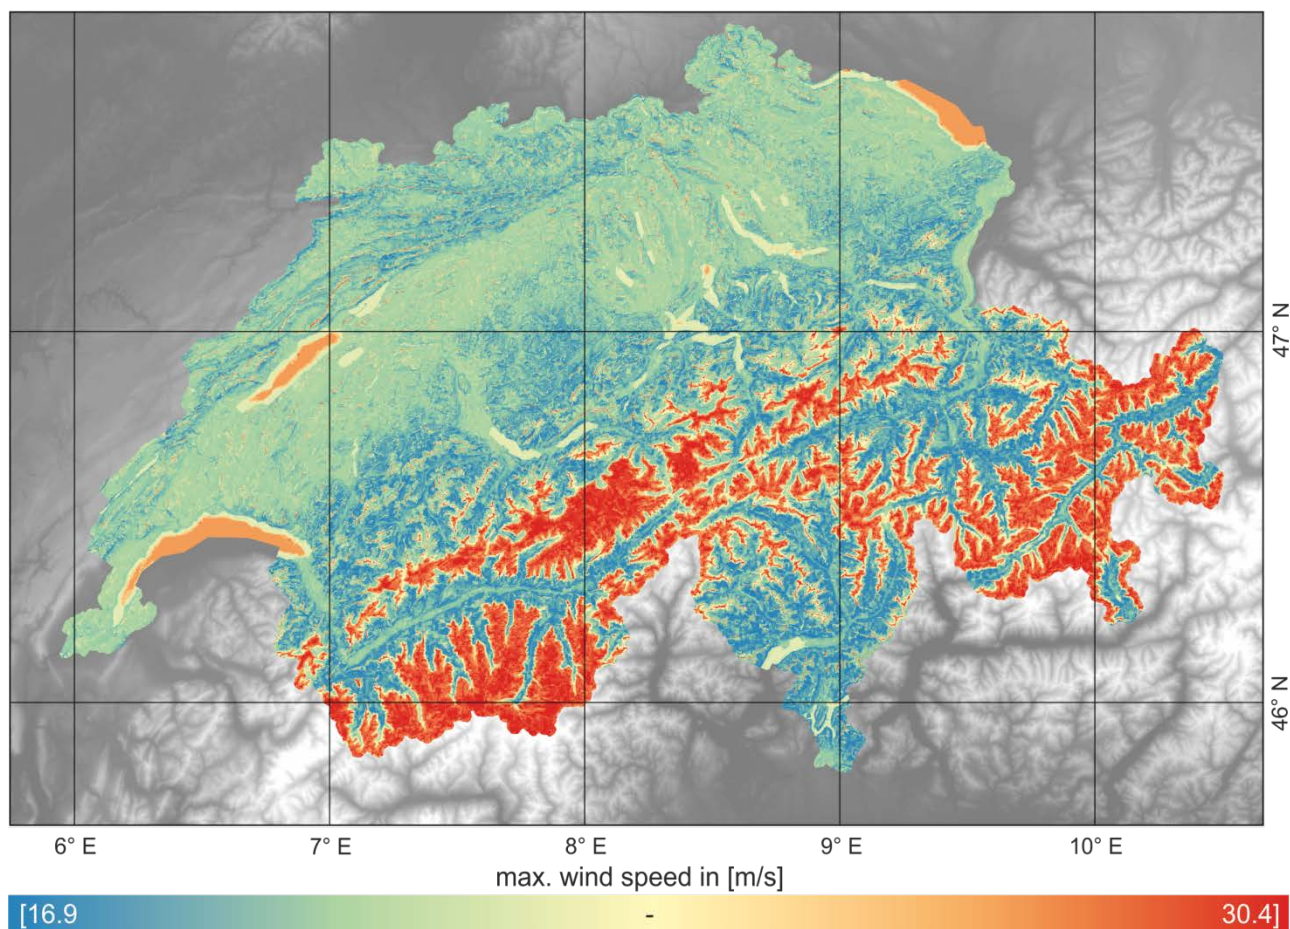 47° N
46° N
6° E 7° E 8° E 9° E 10° E
max. wind speed in [m/s]
[16.9 - 30.4]